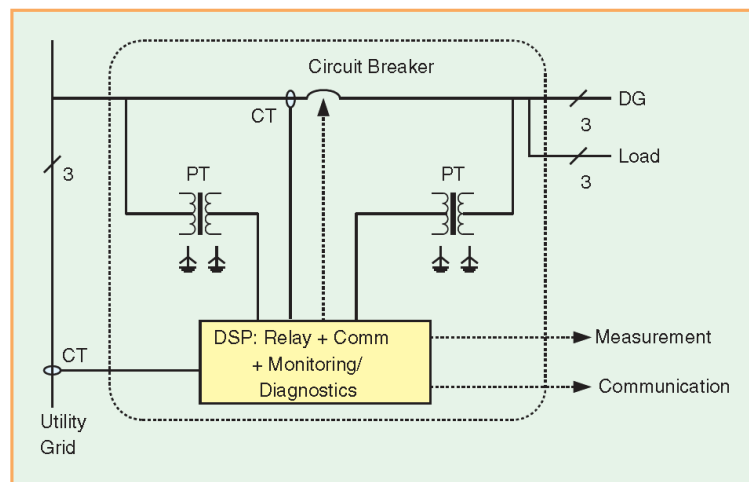 Circuit Breaker
CT
DG
3
Load
3
3
PT
PT
DSP: Relay + Comm
+ Monitoring/
Diagnostics
Measurement
CT
Communication
Utility
Grid